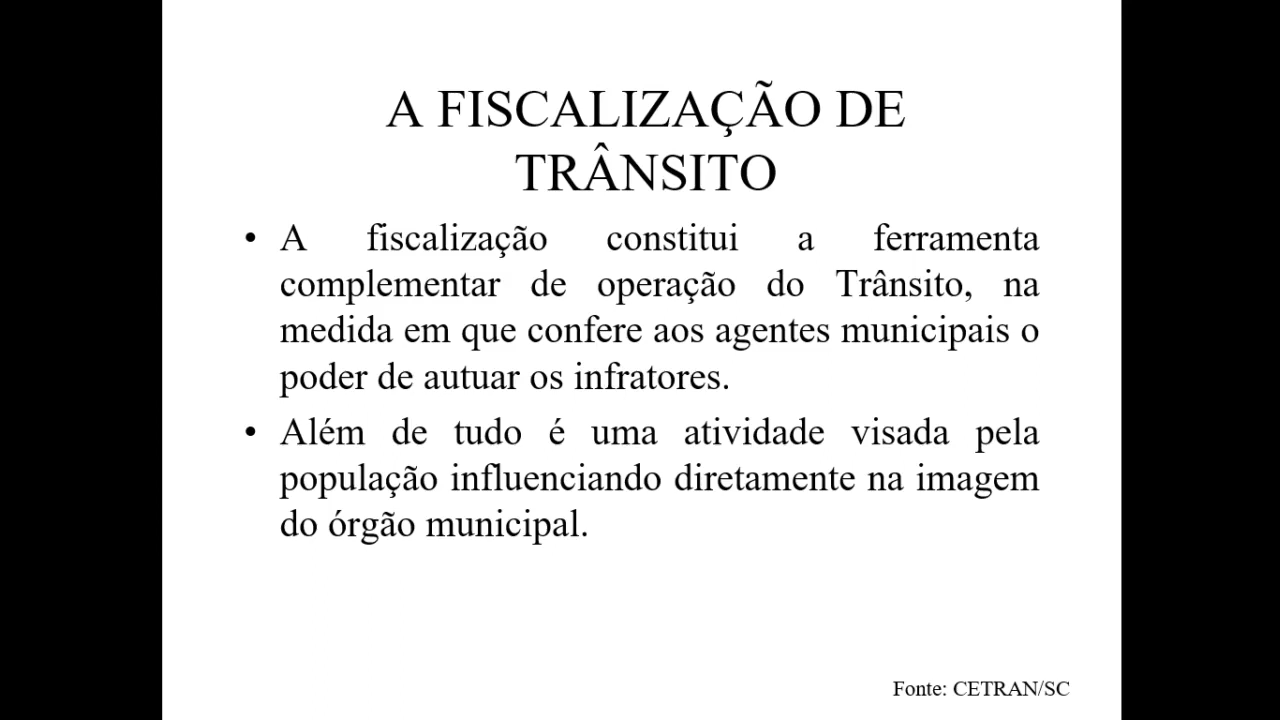 A FISCALIZAÇÃO DE
TRÂNSITO
• A fiscalização constitui a ferramenta
complementar de operação do Trânsito, na
medida em que confere aos agentes municipais o
poder de autuar os infratores.
• Além de tudo é uma atividade visada pela
população influenciando diretamente na imagem
do órgão municipal.
Fonte: CETRAN/SC